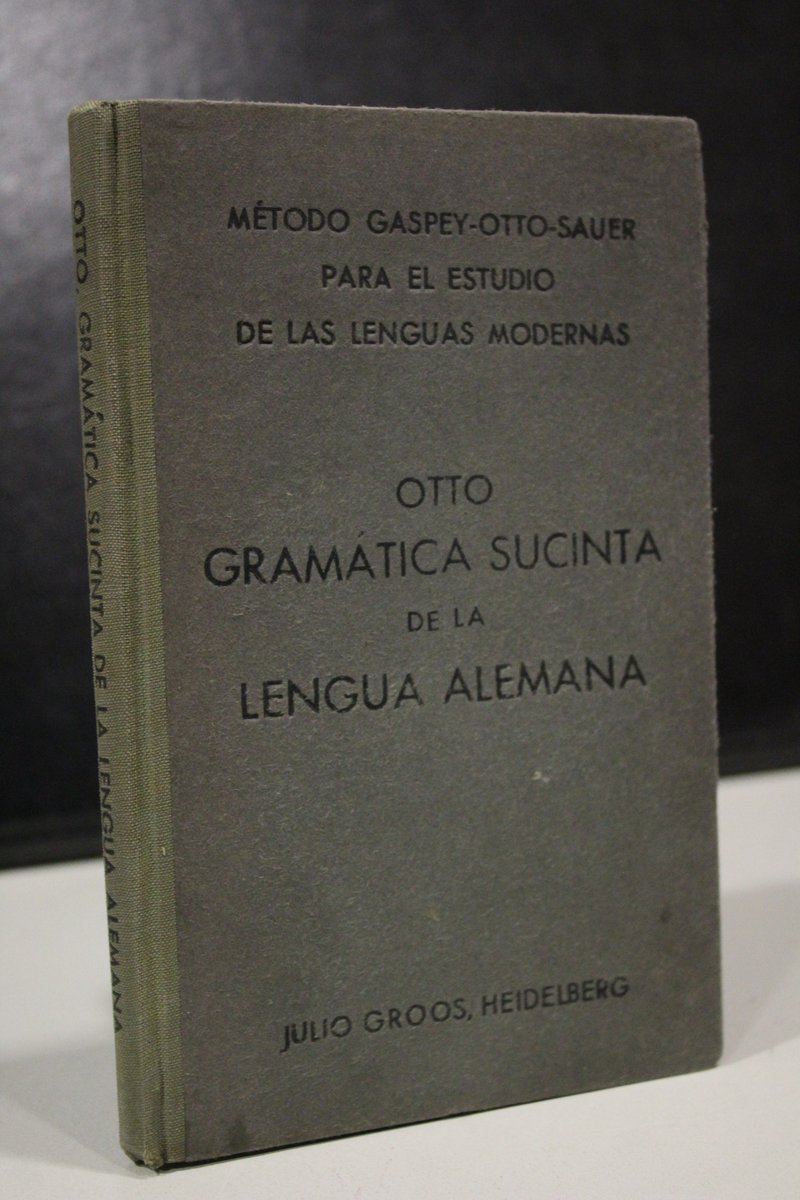 MÉTODO GASPEY-OTTO-SAUER
PARA EL ESTUDIO
DE LAS LENGUAS MODERNAS
OTTO
GRAMÁTICA SUCINTA
DE LA
LENGUA ALEMANA
JULIO GROOS, HEIDELBERG
OTTO, GRAMÁTICA SUCINTA DE LA LENGUA ALEMANA